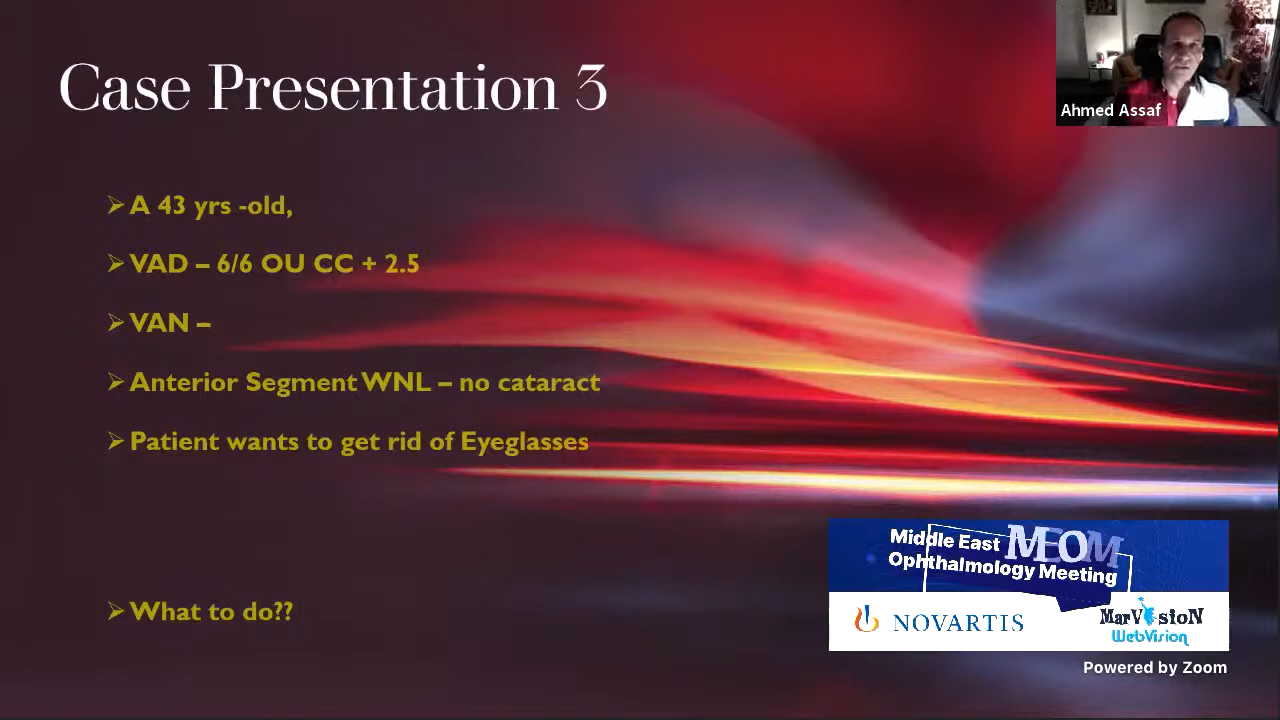 Case Presentation 3
Ahmed Assaf
A 43 yrs -old,
VAD – 6/6 OU CC + 2.5
VAN –
Anterior Segment WNL – no cataract
Patient wants to get rid of Eyeglasses
What to do??
Middle East MEOM
Ophthalmology Meeting
NOVARTIS
MarVisioN
WebVision
Powered by Zoom